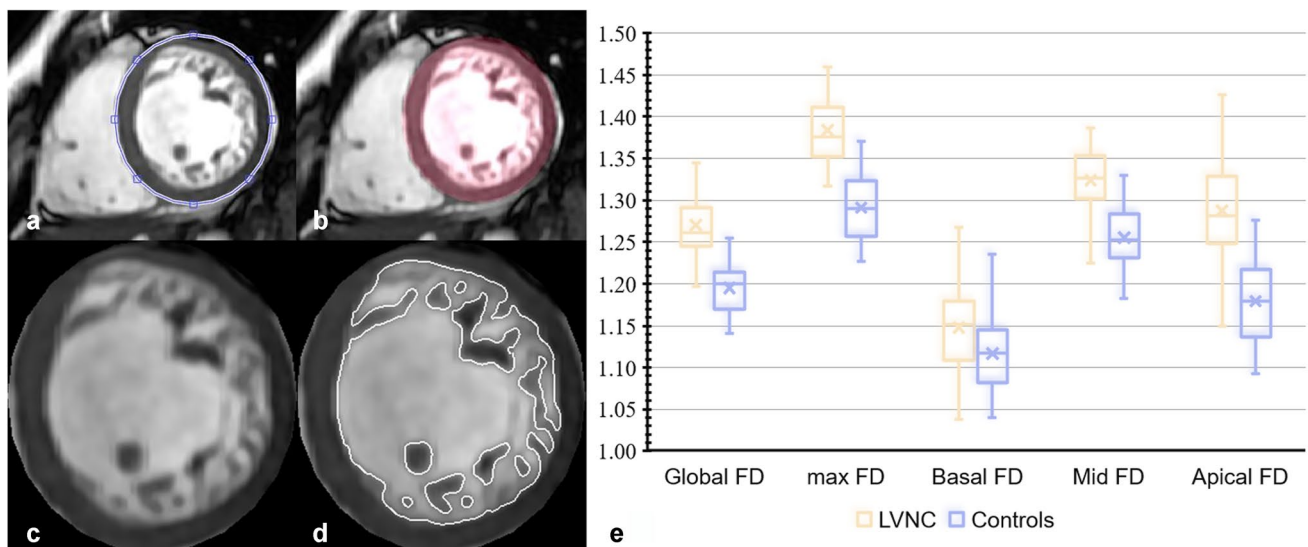 a
b
c
d
1.50
1.45
1.40
1.35
1.30
1.25
1.20
1.15
1.10
1.05
1.00
Global FD
max FD
Basal FD
Mid FD
Apical FD
LVNC
Controls
e